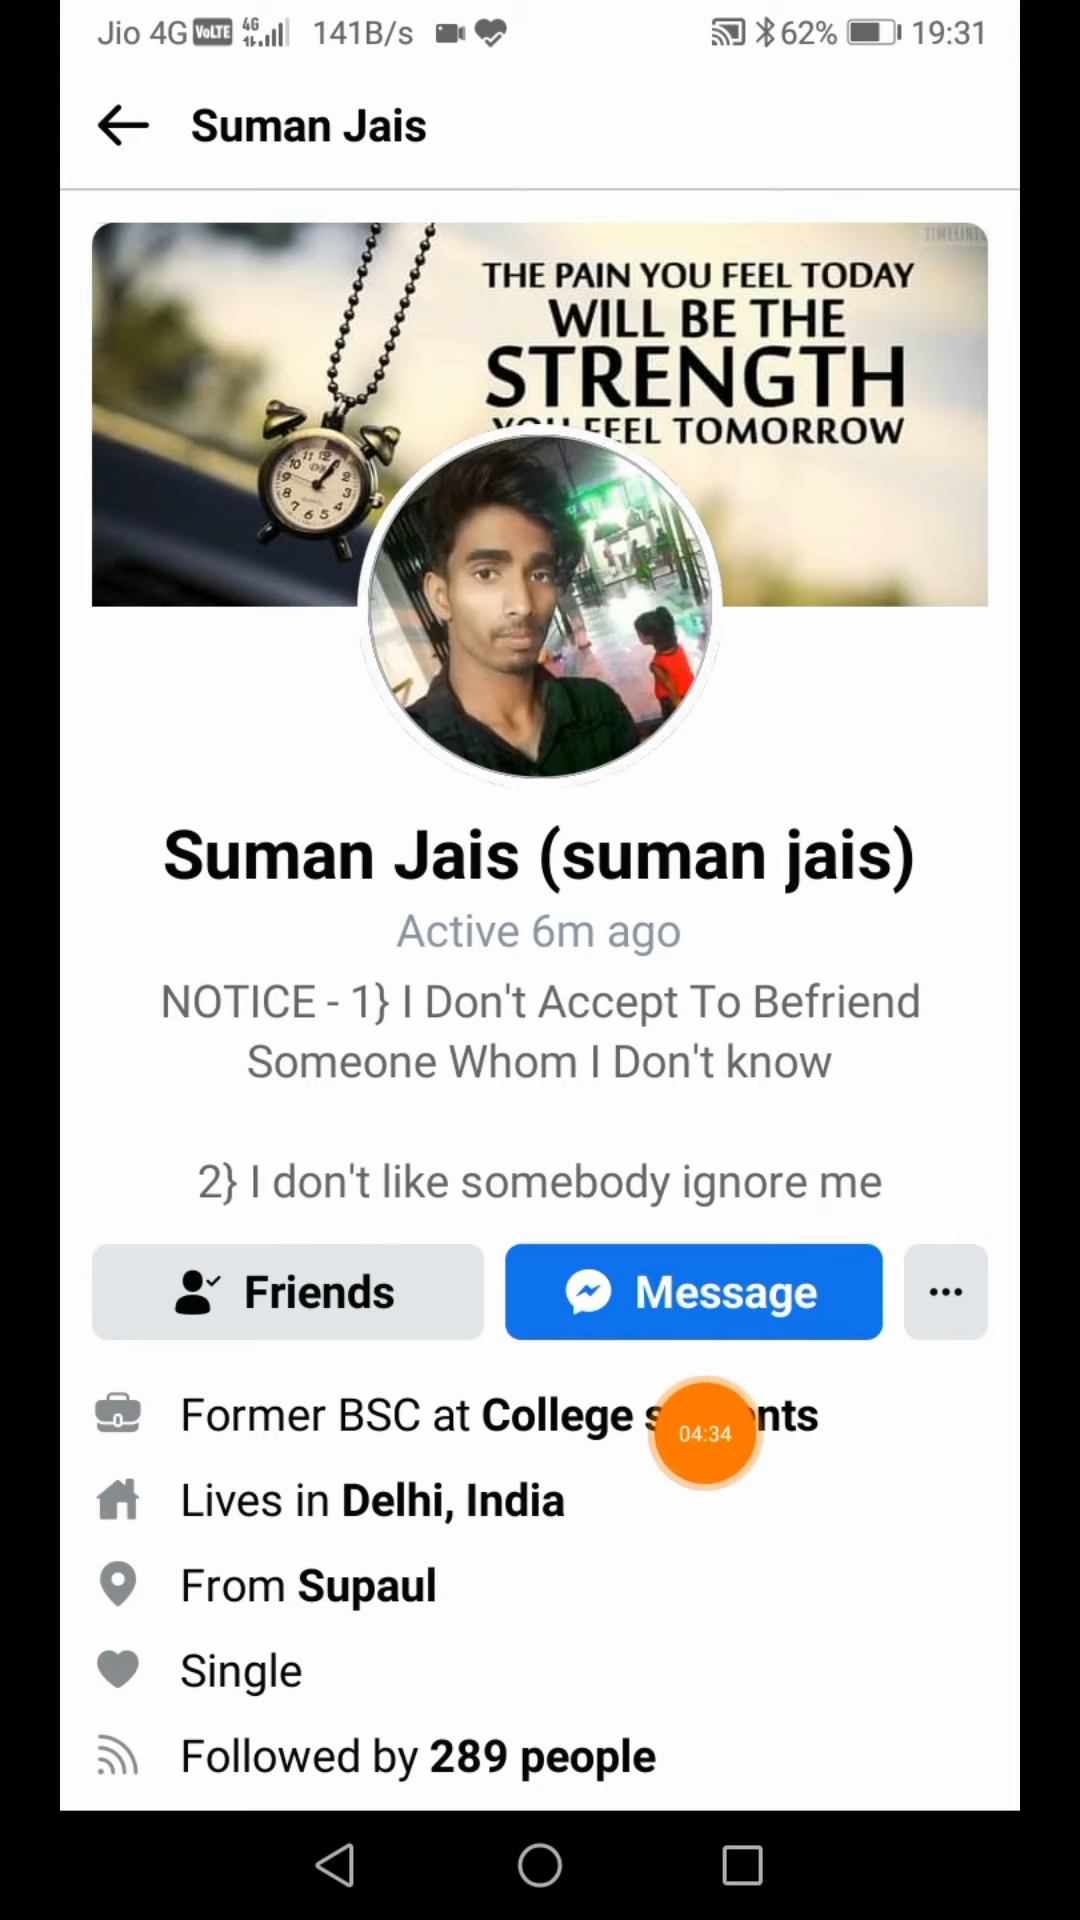 Jio 4G VoLTE 4G 141B/s 62% 19:31
Suman Jais
THE PAIN YOU FEEL TODAY
WILL BE THE
STRENGTH
YOU FEEL TOMORROW
Suman Jais (suman jais)
Active 6m ago
NOTICE - 1} I Don't Accept To Befriend
Someone Whom I Don't know
2} I don't like somebody ignore me
Friends
Message
Former BSC at College
04:34
Lives in Delhi, India
From Supaul
Single
Followed by 289 people